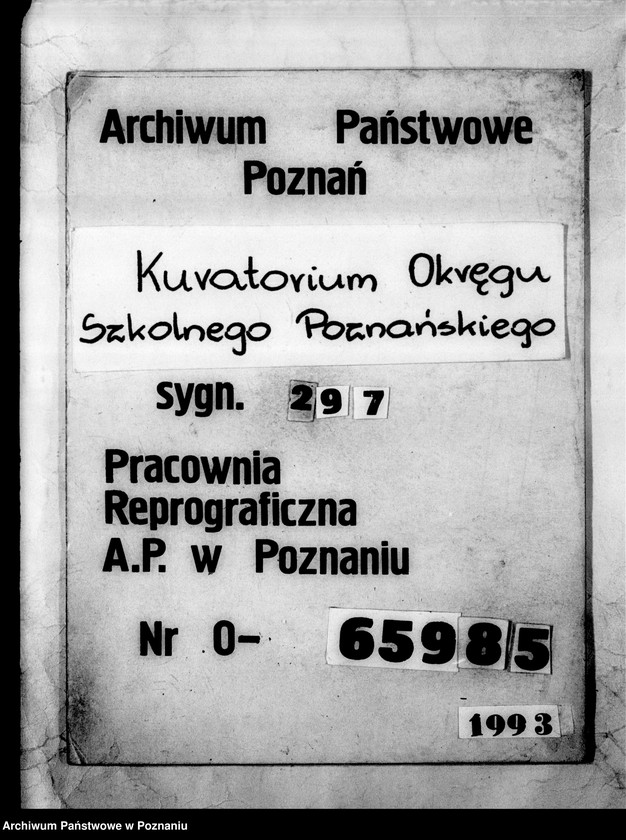 Archiwum Państwowe
Poznań
Kuratorium Okręgu
Szkolnego Poznańskiego
sygn. 297
Pracownia
Reprograficzna
A.P. w Poznaniu
Nr 0- 65985
1993
Archiwum Państwowe w Poznaniu